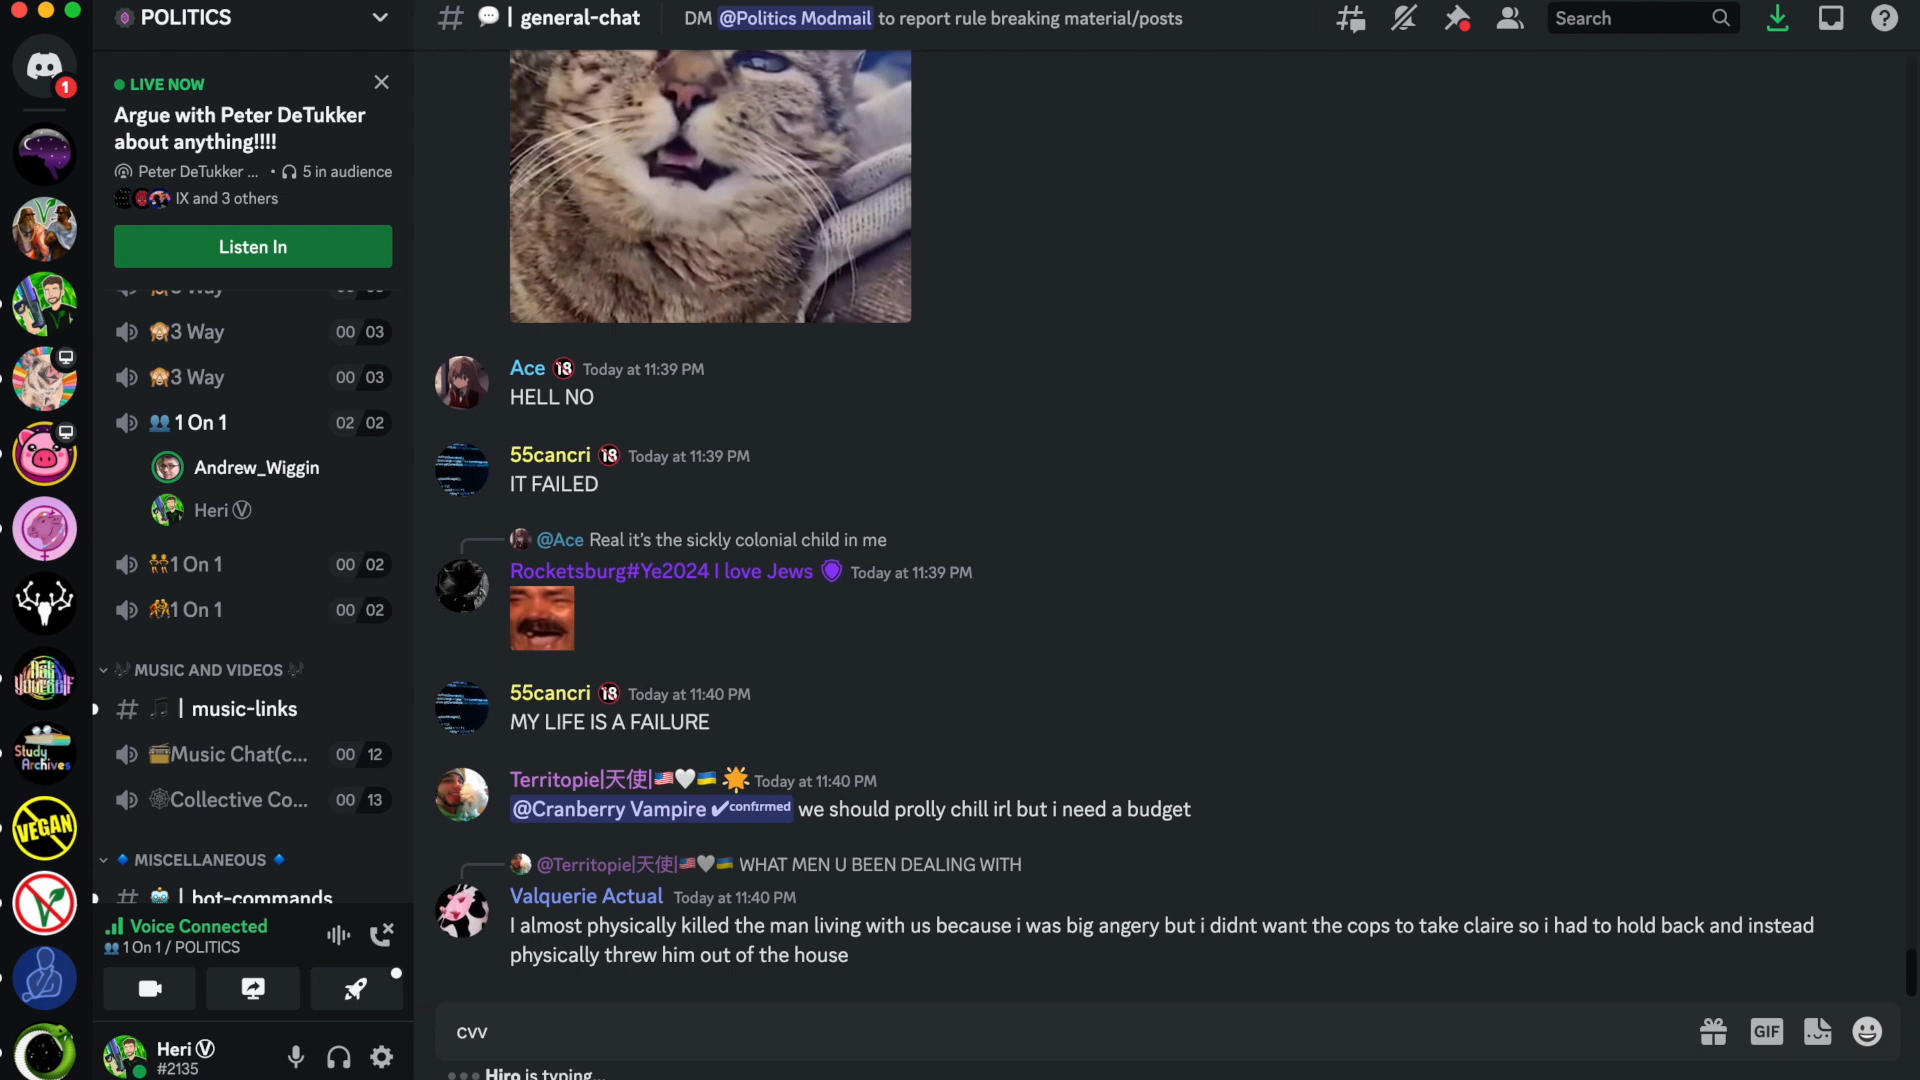 POLITICS
| general-chat
DM @Politics Modmail to report rule breaking material/posts
Search
1
LIVE NOW
Argue with Peter DeTukker
about anything!!!!
Peter DeTukker ... • 5 in audience
IX and 3 others
Listen In
3 Way 00 03
3 Way 00 03
1 On 1 02 02
Andrew_Wiggin
Heri Ⓥ
1 On 1 00 02
1 On 1 00 02
MUSIC AND VIDEOS
| music-links
Music Chat(c... 00 12
Collective Co... 00 13
MISCELLANEOUS
| bot-commands
Voice Connected
1 On 1 / POLITICS
Heri Ⓥ
#2135
ASK YOURSELF
Study Archives
VEGAN
Ace 18 Today at 11:39 PM
HELL NO
55cancri 18 Today at 11:39 PM
IT FAILED
@Ace Real it's the sickly colonial child in me
Rocketsburg#Ye2024 I love Jews Today at 11:39 PM
55cancri 18 Today at 11:40 PM
MY LIFE IS A FAILURE
Territopie|天使|🇺🇸🤍🇺🇦 Today at 11:40 PM
@Cranberry Vampire ✔confirmed we should prolly chill irl but i need a budget
@Territopie|天使|🇺🇸🤍🇺🇦 WHAT MEN U BEEN DEALING WITH
Valquerie Actual Today at 11:40 PM
I almost physically killed the man living with us because i was big angery but i didnt want the cops to take claire so i had to hold back and instead
physically threw him out of the house
cvv
GIF
Hiro is typing...